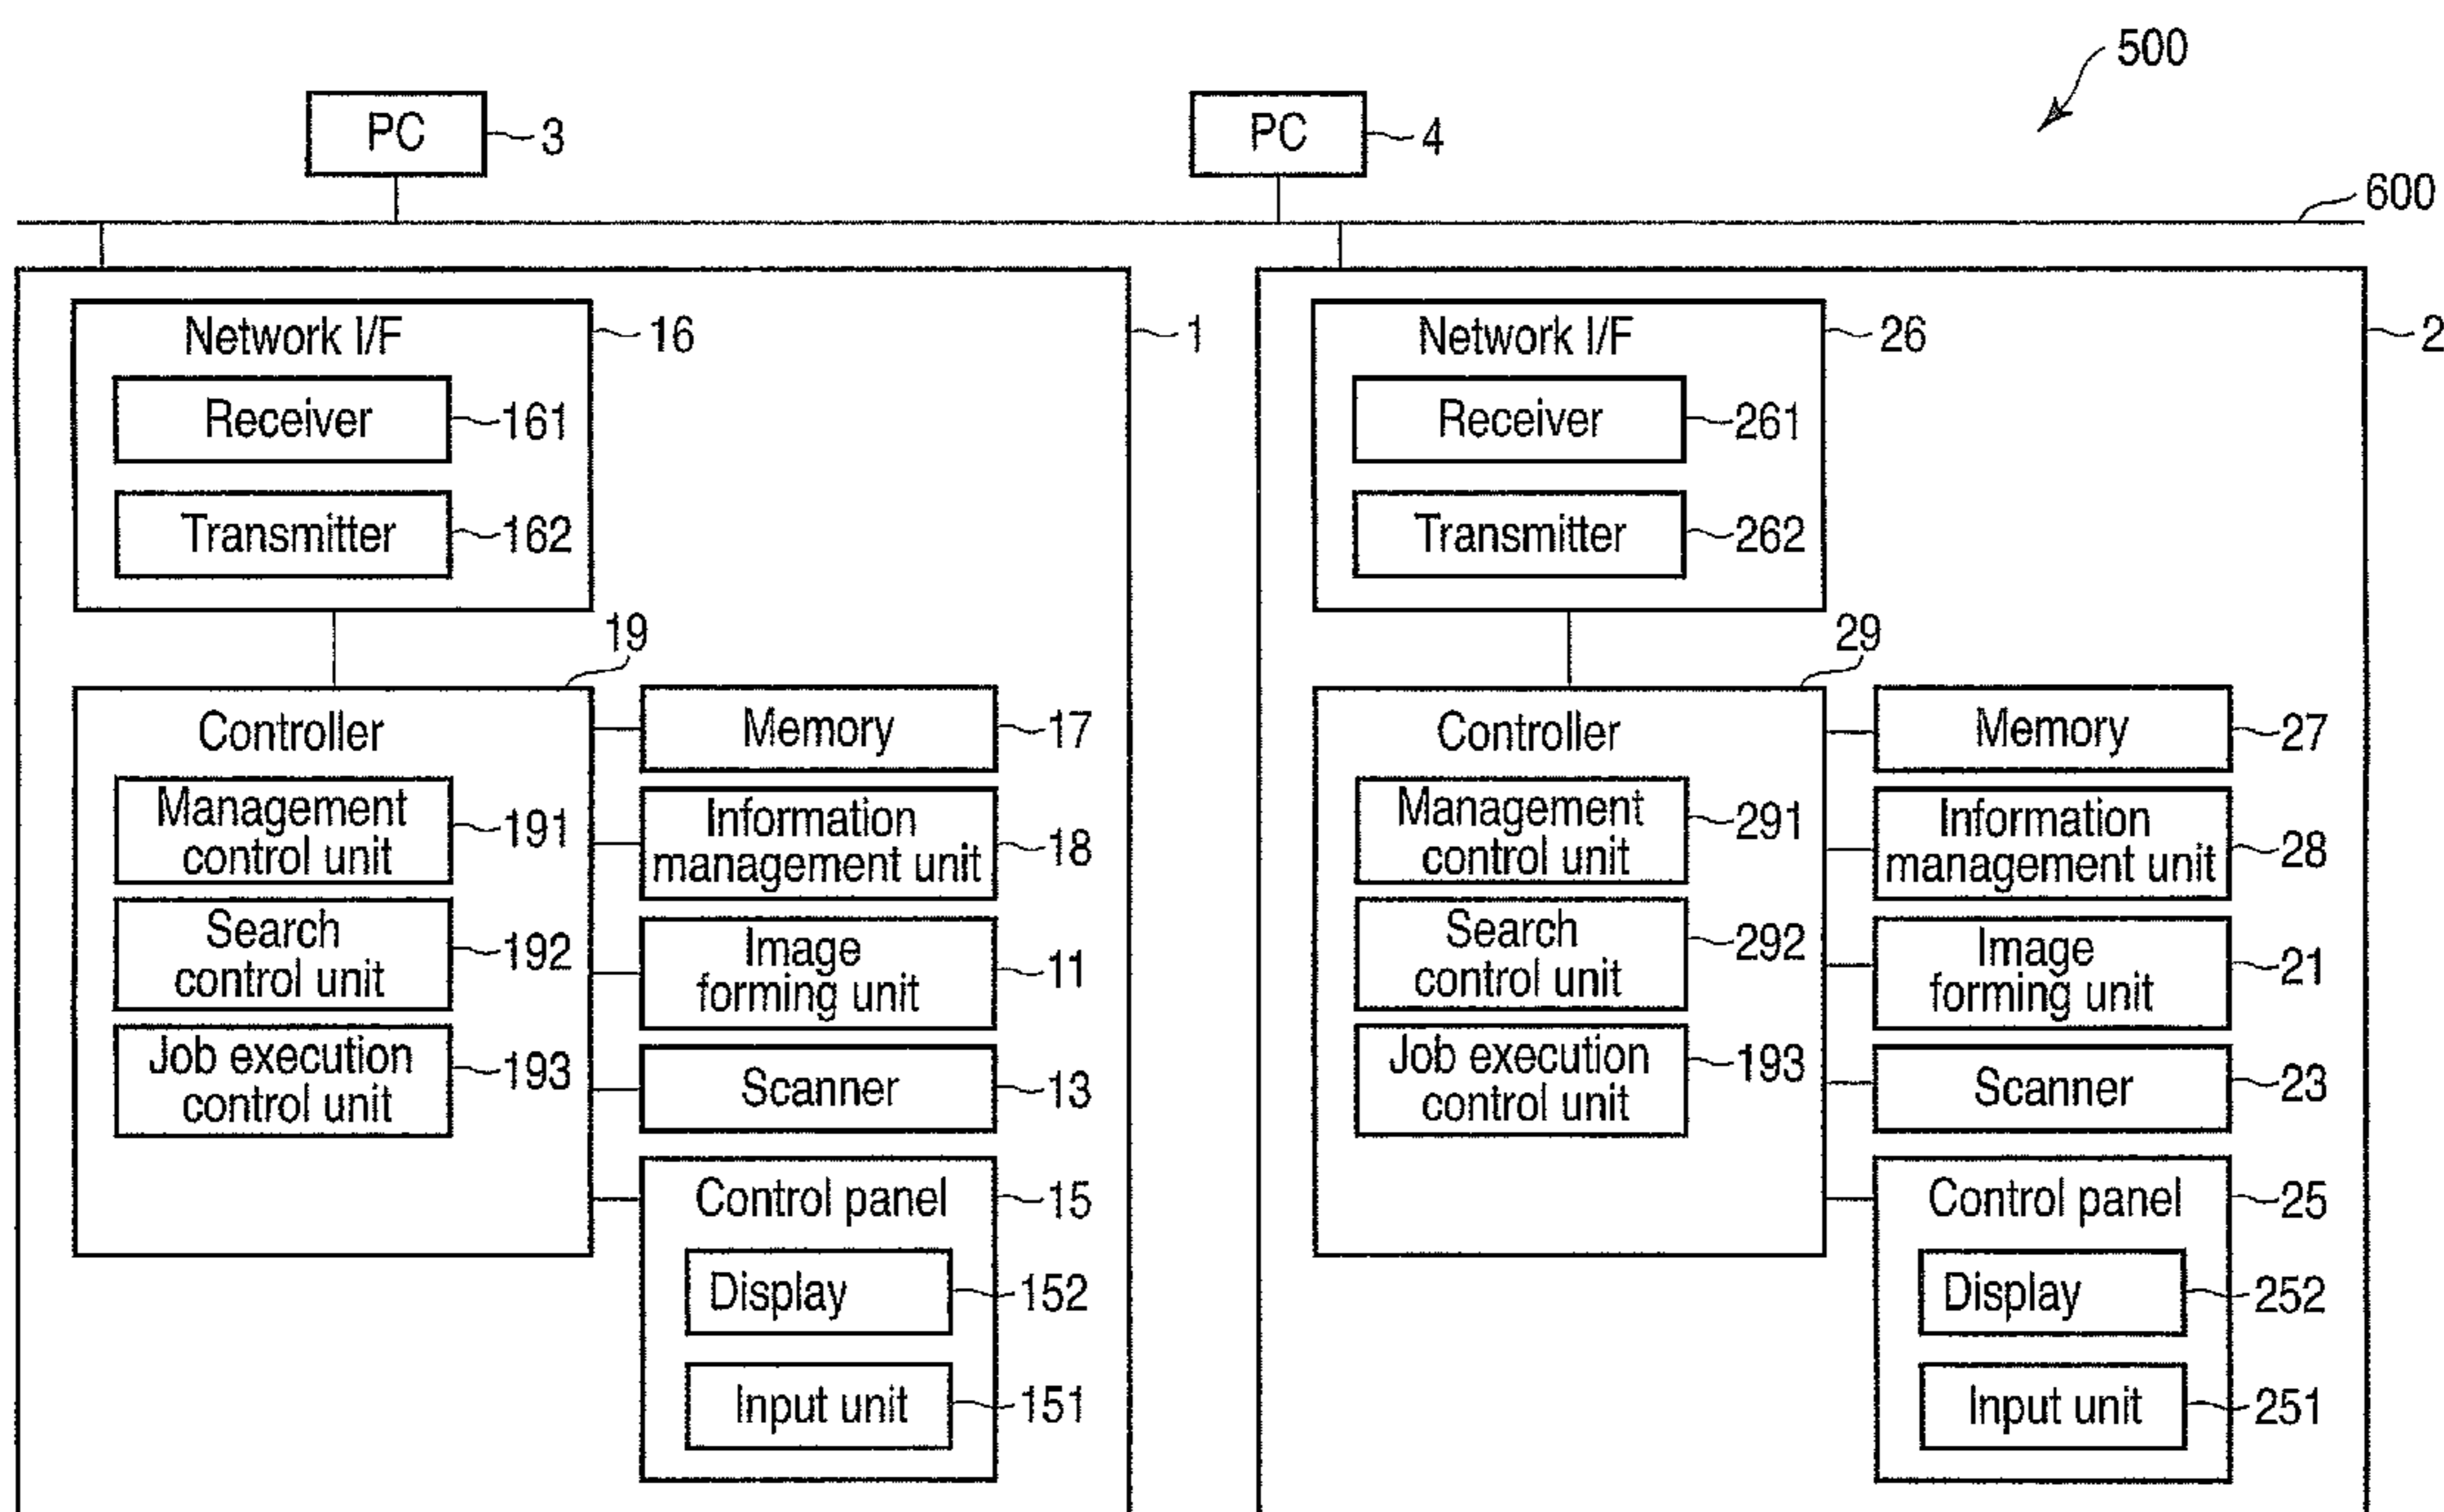 500
PC
3
PC
4
600
Network I/F
16
1
Receiver
161
Transmitter
162
19
Controller
Management
control unit
191
Search
control unit
192
Job execution
control unit
193
Memory
17
Information
management unit
18
Image
forming unit
11
Scanner
13
Control panel
15
Display
152
Input unit
151
Network I/F
26
2
Receiver
261
Transmitter
262
29
Controller
Management
control unit
291
Search
control unit
292
Job execution
control unit
193
Memory
27
Information
management unit
28
Image
forming unit
21
Scanner
23
Control panel
25
Display
252
Input unit
251